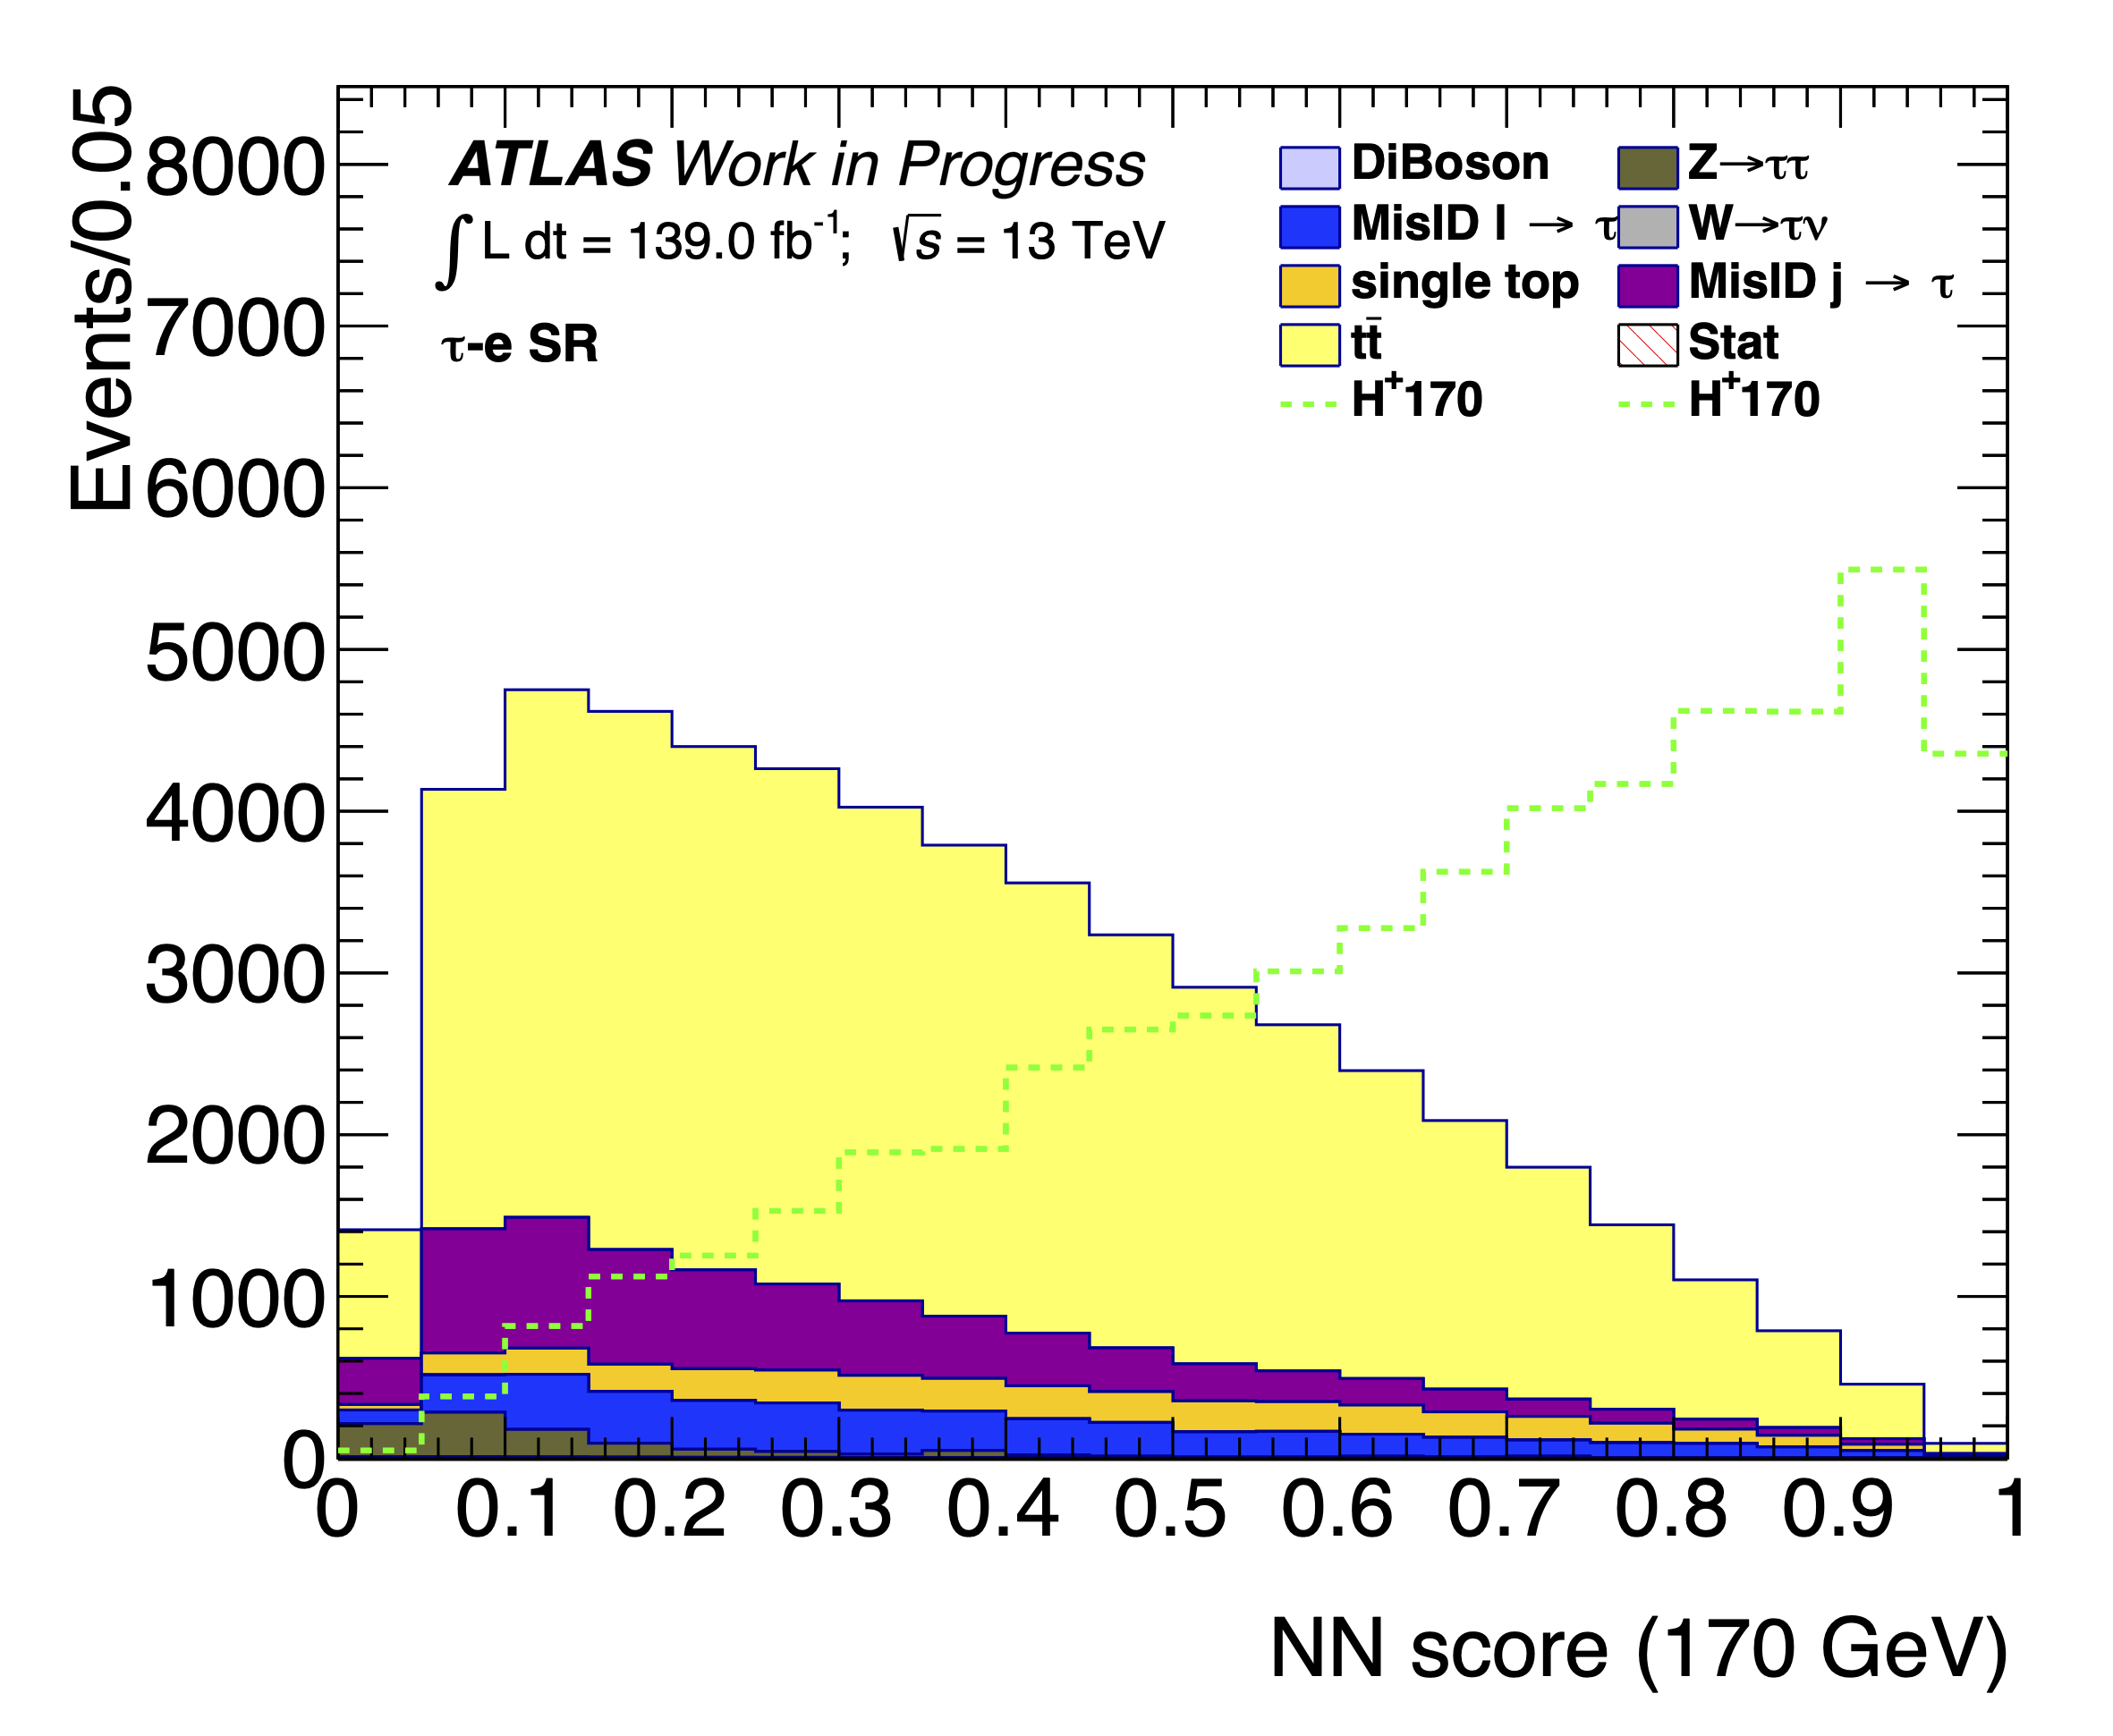 Events/0.05
8000
7000
6000
5000
4000
3000
2000
1000
0
ATLAS Work in Progress
∫ L dt = 139.0 fb⁻¹; √s = 13 TeV
τ-e SR
DiBoson Z→ττ
MisID l → τ W→τν
single top MisID j → τ
tt̄ Stat
H⁺170 H⁺170
0 0.1 0.2 0.3 0.4 0.5 0.6 0.7 0.8 0.9 1
NN score (170 GeV)